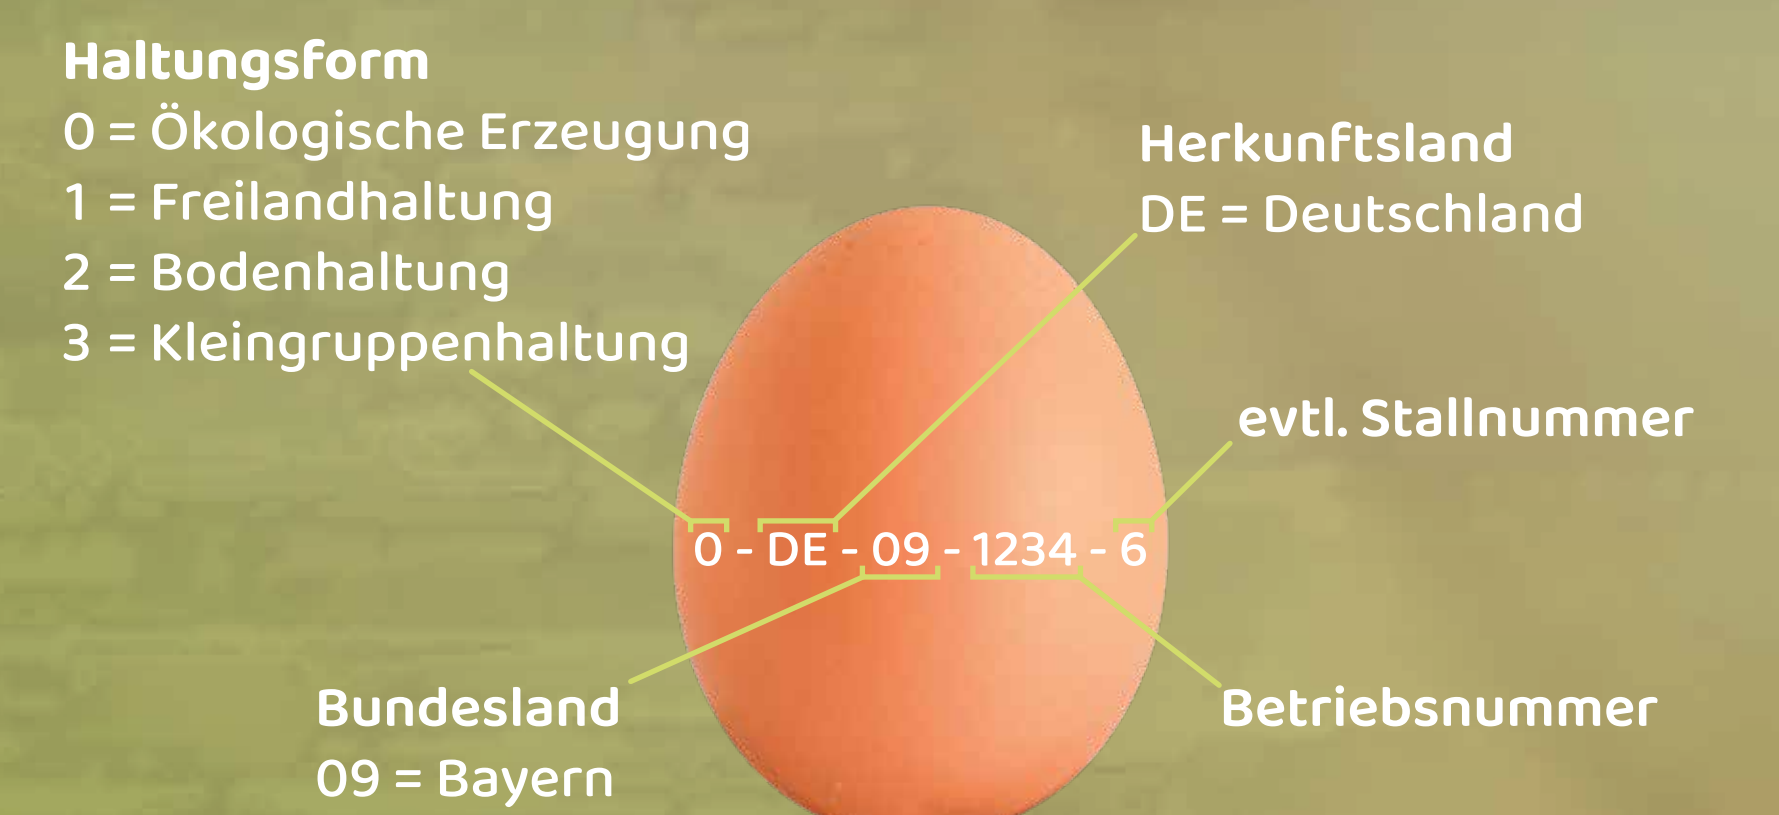 Haltungsform
0 = Ökologische Erzeugung
1 = Freilandhaltung
2 = Bodenhaltung
3 = Kleingruppenhaltung
Herkunftsland
DE = Deutschland
evtl. Stallnummer
0 - DE - 09 - 1234 - 6
Bundesland
09 = Bayern
Betriebsnummer